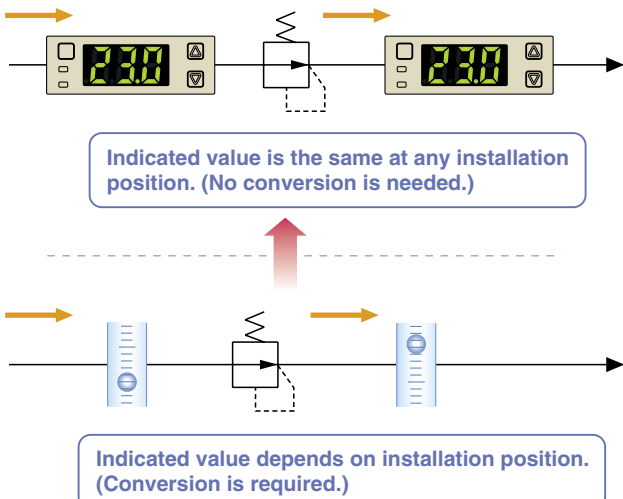 23.0 23.0
Indicated value is the same at any installation
position. (No conversion is needed.)
Indicated value depends on installation position.
(Conversion is required.)